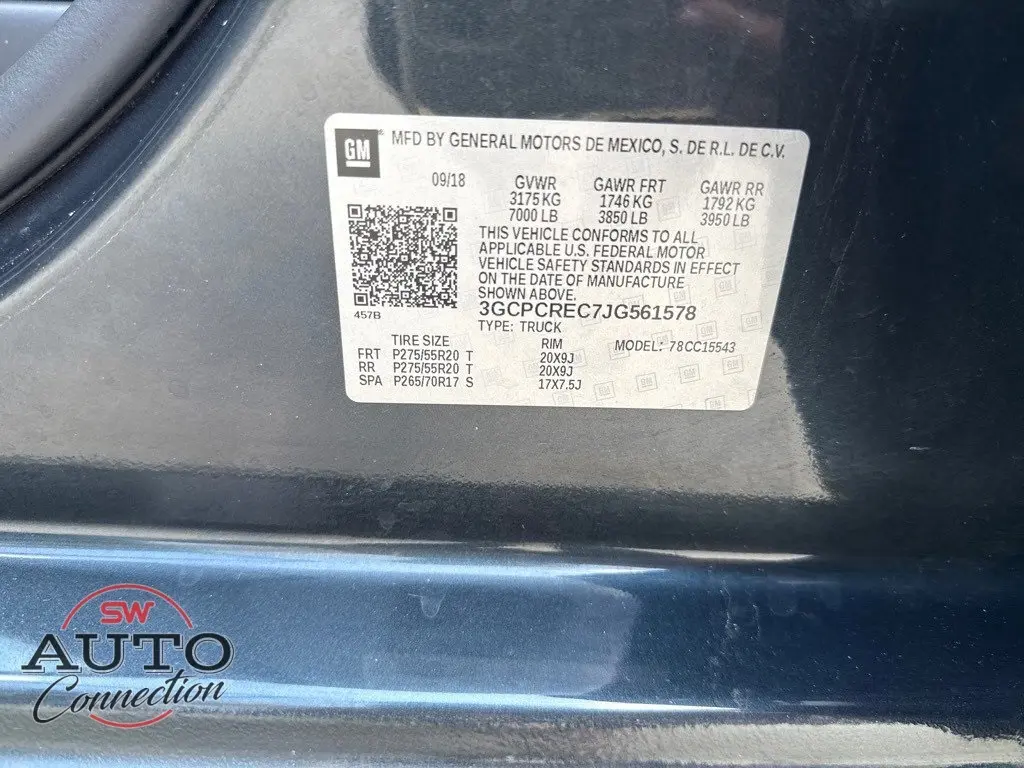 GM
MFD BY GENERAL MOTORS DE MEXICO, S. DE R.L. DE C.V.
09/18 GVWR GAWR FRT GAWR RR
3175 KG 1746 KG 1792 KG
7000 LB 3850 LB 3950 LB
THIS VEHICLE CONFORMS TO ALL
APPLICABLE U.S. FEDERAL MOTOR
VEHICLE SAFETY STANDARDS IN EFFECT
ON THE DATE OF MANUFACTURE
SHOWN ABOVE.
457B
3GCPCREC7JG561578
TYPE: TRUCK
TIRE SIZE RIM MODEL: 78CC15543
FRT P275/55R20 T 20X9J
RR P275/55R20 T 20X9J
SPA P265/70R17 S 17X7.5J
SW
AUTO
Connection